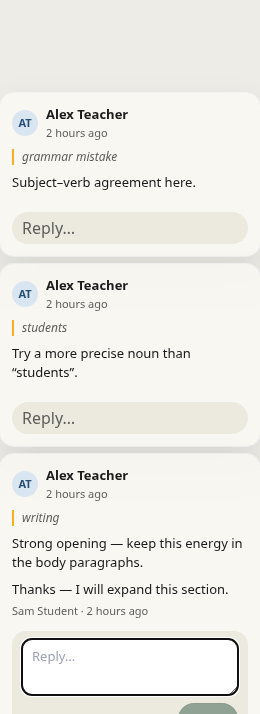 AT
Alex Teacher
2 hours ago
grammar mistake
Subject–verb agreement here.
Reply...
AT
Alex Teacher
2 hours ago
students
Try a more precise noun than
“students”.
Reply...
AT
Alex Teacher
2 hours ago
writing
Strong opening — keep this energy in
the body paragraphs.
Thanks — I will expand this section.
Sam Student · 2 hours ago
Reply...